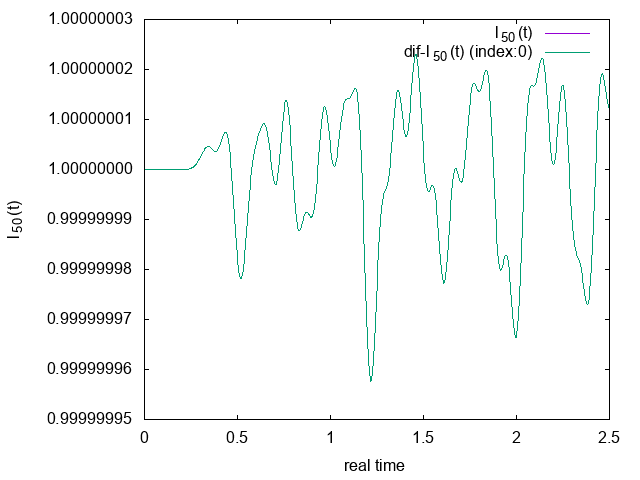 1.00000003
1.00000002
1.00000001
1.00000000
0.99999999
0.99999998
0.99999997
0.99999996
0.99999995
I50(t)
I50(t)
dif-I50(t) (index:0)
0 0.5 1 1.5 2 2.5
real time